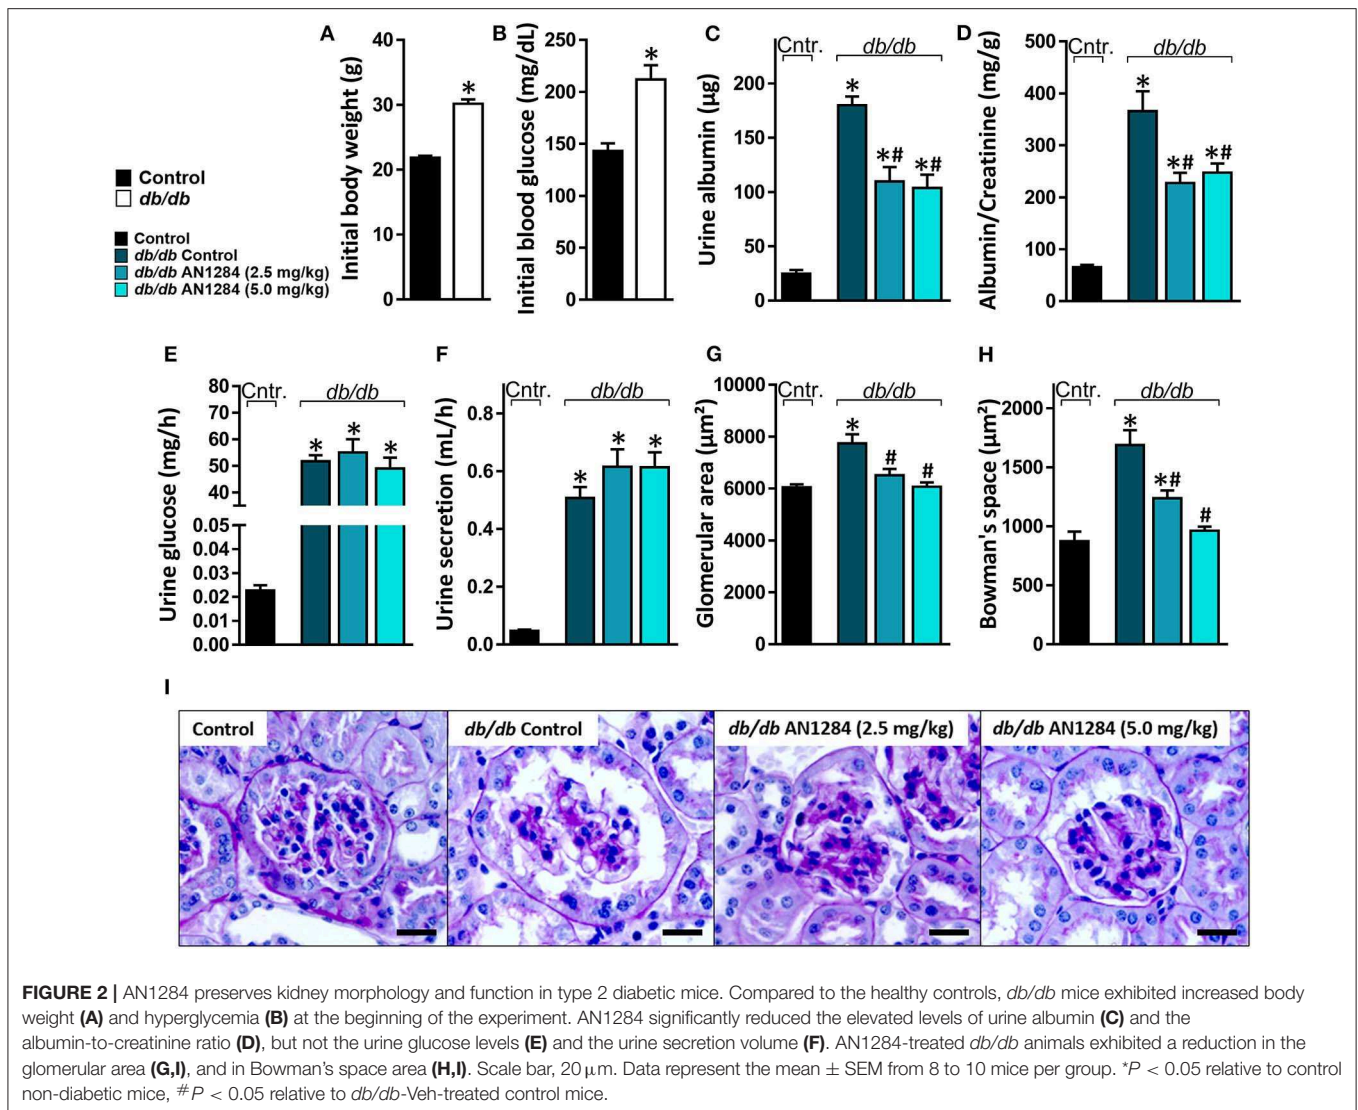 Control
db/db
Control
db/db Control
db/db AN1284 (2.5 mg/kg)
db/db AN1284 (5.0 mg/kg)
A
Initial body weight (g)
40
30
20
10
0
*
B
Initial blood glucose (mg/dL)
250
200
150
100
50
0
*
C
Urine albumin (µg)
200
150
100
50
0
Cntr.
db/db
*
*#
*#
D
Albumin/Creatinine (mg/g)
500
400
300
200
100
0
Cntr.
db/db
*
*#
*#
E
Urine glucose (mg/h)
80
70
60
50
40
0.05
0.04
0.03
0.02
0.01
0.00
Cntr.
db/db
*
*
*
F
Urine secretion (mL/h)
0.8
0.6
0.4
0.2
0.0
Cntr.
db/db
*
*
*
G
Glomerular area (µm²)
10000
8000
6000
4000
2000
0
Cntr.
db/db
*
#
#
H
Bowman's space (µm²)
2000
1500
1000
500
0
Cntr.
db/db
*
*#
#
I
Control
db/db Control
db/db AN1284 (2.5 mg/kg)
db/db AN1284 (5.0 mg/kg)
FIGURE 2 | AN1284 preserves kidney morphology and function in type 2 diabetic mice. Compared to the healthy controls, db/db mice exhibited increased body
weight (A) and hyperglycemia (B) at the beginning of the experiment. AN1284 significantly reduced the elevated levels of urine albumin (C) and the
albumin-to-creatinine ratio (D), but not the urine glucose levels (E) and the urine secretion volume (F). AN1284-treated db/db animals exhibited a reduction in the
glomerular area (G,I), and in Bowman's space area (H,I). Scale bar, 20 µm. Data represent the mean ± SEM from 8 to 10 mice per group. *P < 0.05 relative to control
non-diabetic mice, #P < 0.05 relative to db/db-Veh-treated control mice.